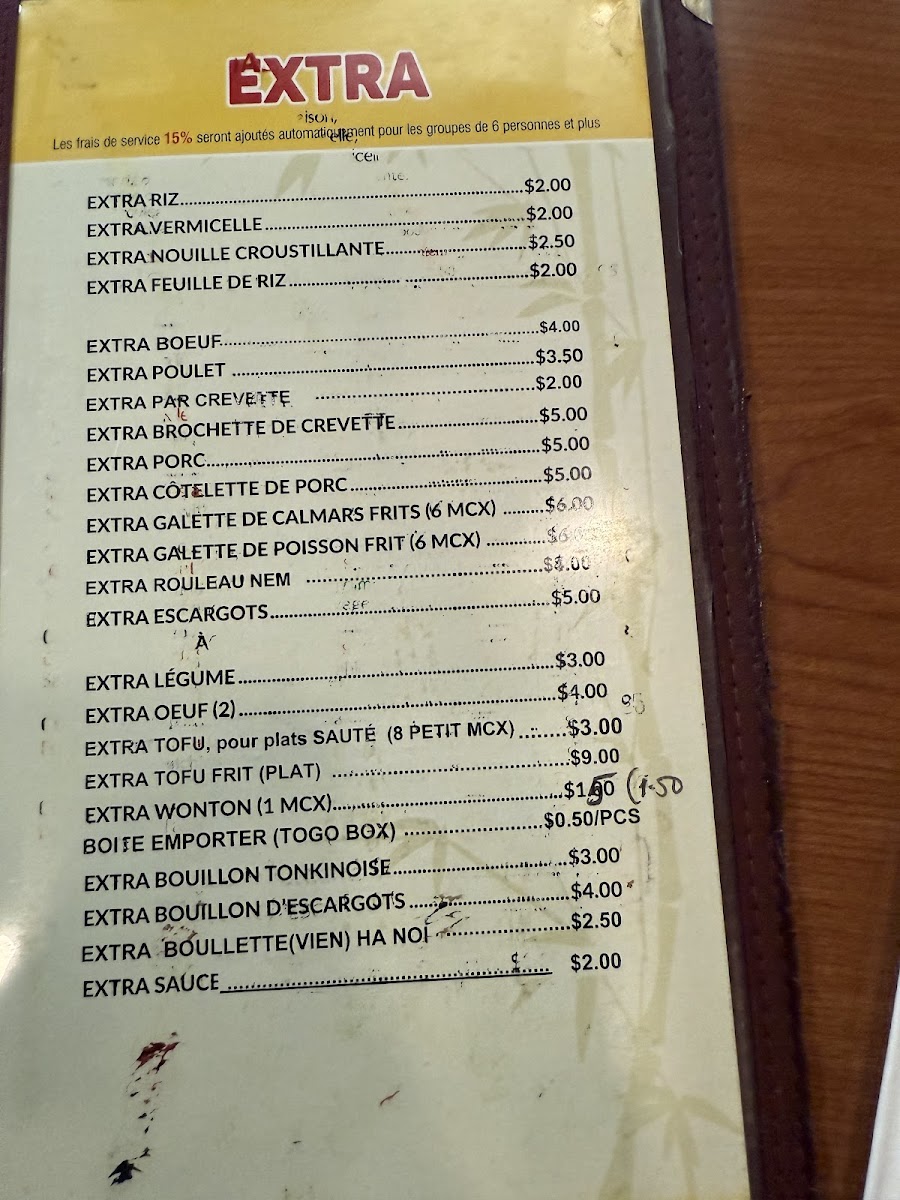 EXTRA
Les frais de service 15% seront ajoutés automatiquement pour les groupes de 6 personnes et plus
EXTRA RIZ $2.00
EXTRA VERMICELLE $2.00
EXTRA NOUILLE CROUSTILLANTE $2.50
EXTRA FEUILLE DE RIZ $2.00
EXTRA BOEUF $4.00
EXTRA POULET $3.50
EXTRA PAR CREVETTE $2.00
EXTRA BROCHETTE DE CREVETTE $5.00
EXTRA PORC $5.00
EXTRA CÔTELETTE DE PORC $5.00
EXTRA GALETTE DE CALMARS FRITS (6 MCX) $6.00
EXTRA GALETTE DE POISSON FRIT (6 MCX)
EXTRA ROULEAU NEM
EXTRA ESCARGOTS $5.00
EXTRA LÉGUME $3.00
EXTRA OEUF (2) $4.00
EXTRA TOFU, pour plats SAUTÉ (8 PETIT MCX) $3.00
EXTRA TOFU FRIT (PLAT) $9.00
EXTRA WONTON (1 MCX) (1.50
BOITE EMPORTER (TOGO BOX) $0.50/PCS
EXTRA BOUILLON TONKINOISE $3.00
EXTRA BOUILLON D'ESCARGOTS $4.00
EXTRA BOULLETTE(VIEN) HA NOI $2.50
EXTRA SAUCE $2.00